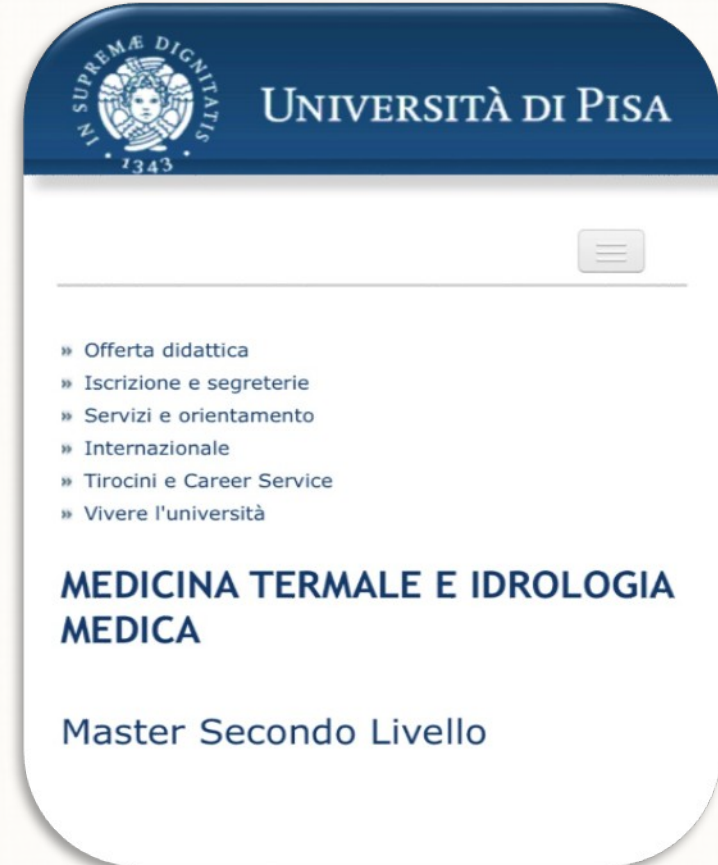 IN SUPREMÆ DIGNITATIS
· 1343 ·
UNIVERSITÀ DI PISA
» Offerta didattica
» Iscrizione e segreterie
» Servizi e orientamento
» Internazionale
» Tirocini e Career Service
» Vivere l'università
MEDICINA TERMALE E IDROLOGIA
MEDICA
Master Secondo Livello